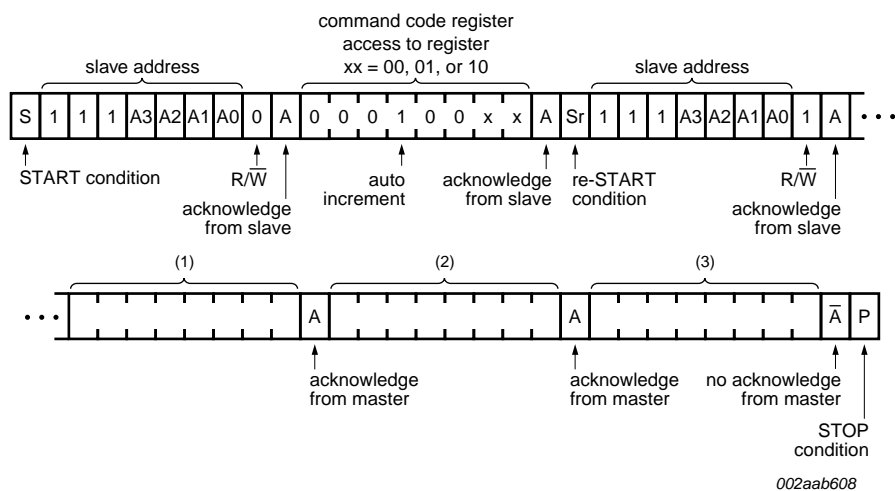 command code register
access to register
xx = 00, 01, or 10
slave address
slave address
S 1 1 1 A3 A2 A1 A0 0 A 0 0 0 1 0 0 x x A Sr 1 1 1 A3 A2 A1 A0 1 A • • •
START condition
R/W̅
acknowledge
from slave
auto
increment
acknowledge
from slave
re-START
condition
R/W̅
acknowledge
from slave
(1)
(2)
(3)
• • • A A A̅ P
acknowledge
from master
acknowledge
from master
no acknowledge
from master
STOP
condition
002aab608